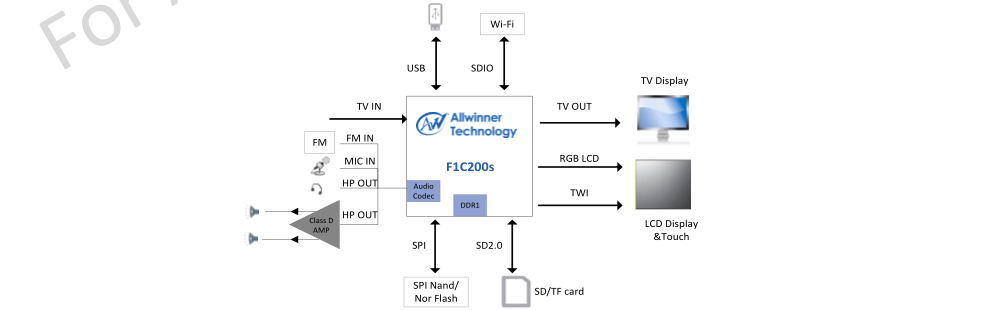 For
Wi-Fi
USB
SDIO
TV Display
TV IN
TV OUT
AW
Allwinner
Technology
FM
FM IN
MIC IN
RGB LCD
F1C200s
HP OUT
Audio
Codec
TWI
DDR1
Class D
AMP
HP OUT
LCD Display
&Touch
SPI
SD2.0
SPI Nand/
Nor Flash
SD/TF card